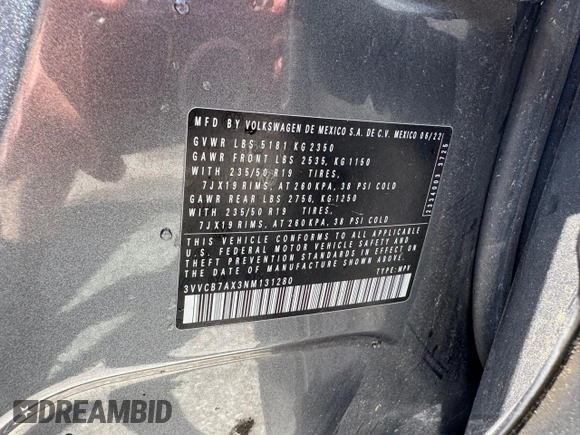 MFD BY VOLKSWAGEN DE MEXICO S.A. DE C.V. MEXICO 06/22
GVWR LBS 5181 KG 2350
GAWR FRONT LBS 2535, KG 1150
WITH 235/50 R19 TIRES,
7JX19 RIMS, AT 260 KPA, 38 PSI COLD
GAWR REAR LBS 2756, KG 1250
WITH 235/50 R19 TIRES,
7JX19 RIMS, AT 260 KPA, 38 PSI COLD
THIS VEHICLE CONFORMS TO ALL APPLICABLE
U.S. FEDERAL MOTOR VEHICLE SAFETY AND
THEFT PREVENTION STANDARDS IN EFFECT ON
THE DATE OF MANUFACTURE SHOWN ABOVE.
3VVCB7AX3NM131280 TYPE: MPV
2334003 3725
DREAMBID